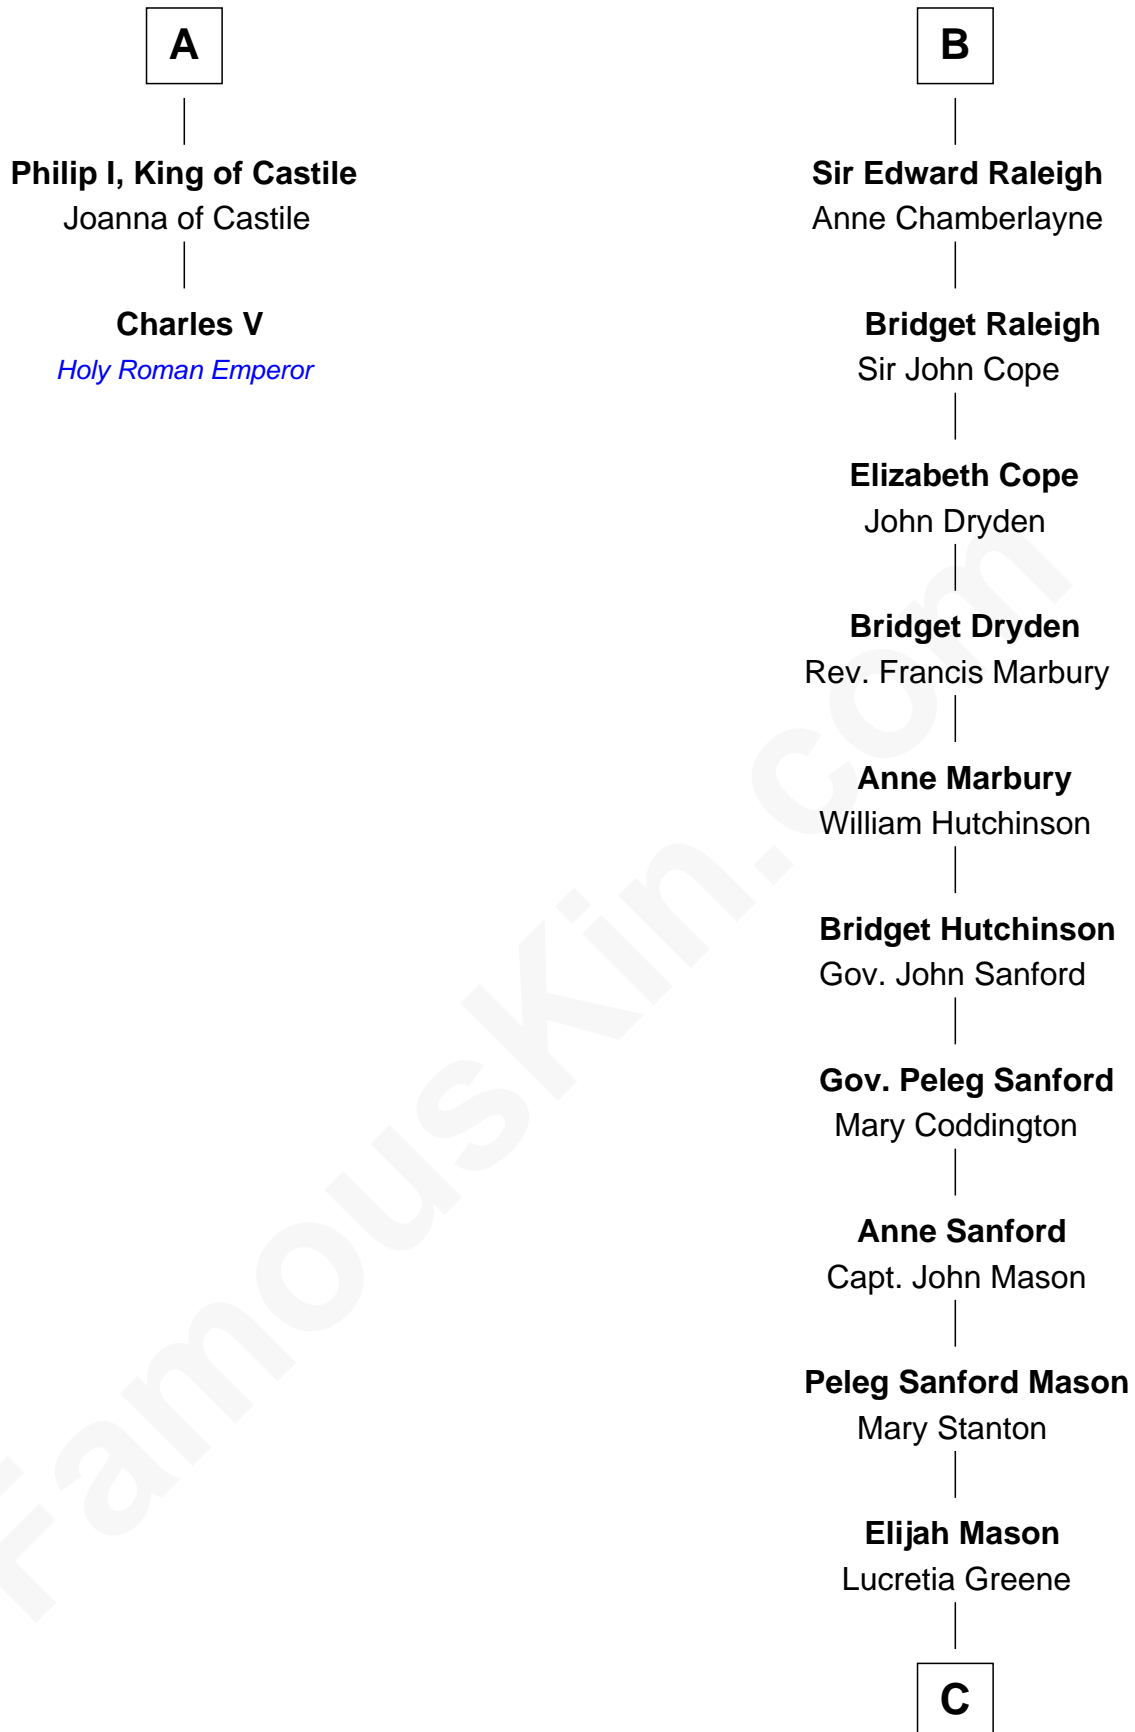 A
Philip I, King of Castile
Joanna of Castile
Charles V
Holy Roman Emperor
B
Sir Edward Raleigh
Anne Chamberlayne
Bridget Raleigh
Sir John Cope
Elizabeth Cope
John Dryden
Bridget Dryden
Rev. Francis Marbury
Anne Marbury
William Hutchinson
Bridget Hutchinson
Gov. John Sanford
Gov. Peleg Sanford
Mary Coddington
Anne Sanford
Capt. John Mason
Peleg Sanford Mason
Mary Stanton
Elijah Mason
Lucretia Greene
C
FamousKin.com